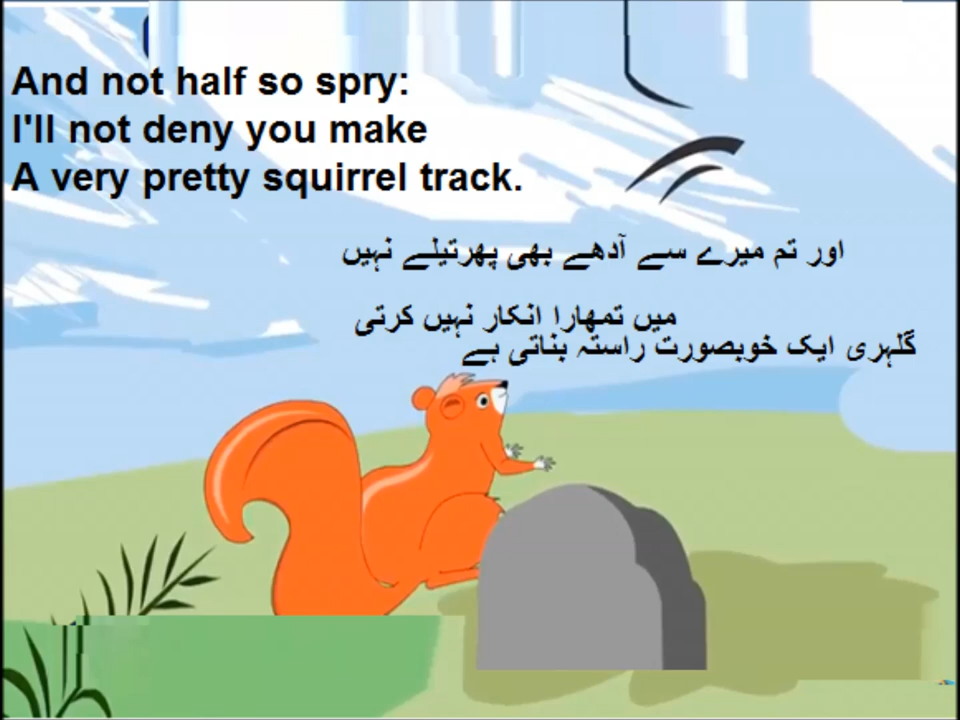 And not half so spry:
I'll not deny you make
A very pretty squirrel track.
اور تم میرے سے آدھے بھی پھرتیلے نہیں
میں تمھارا انکار نہیں کرتی
گلہری ایک خوبصورت راستہ بناتی ہے